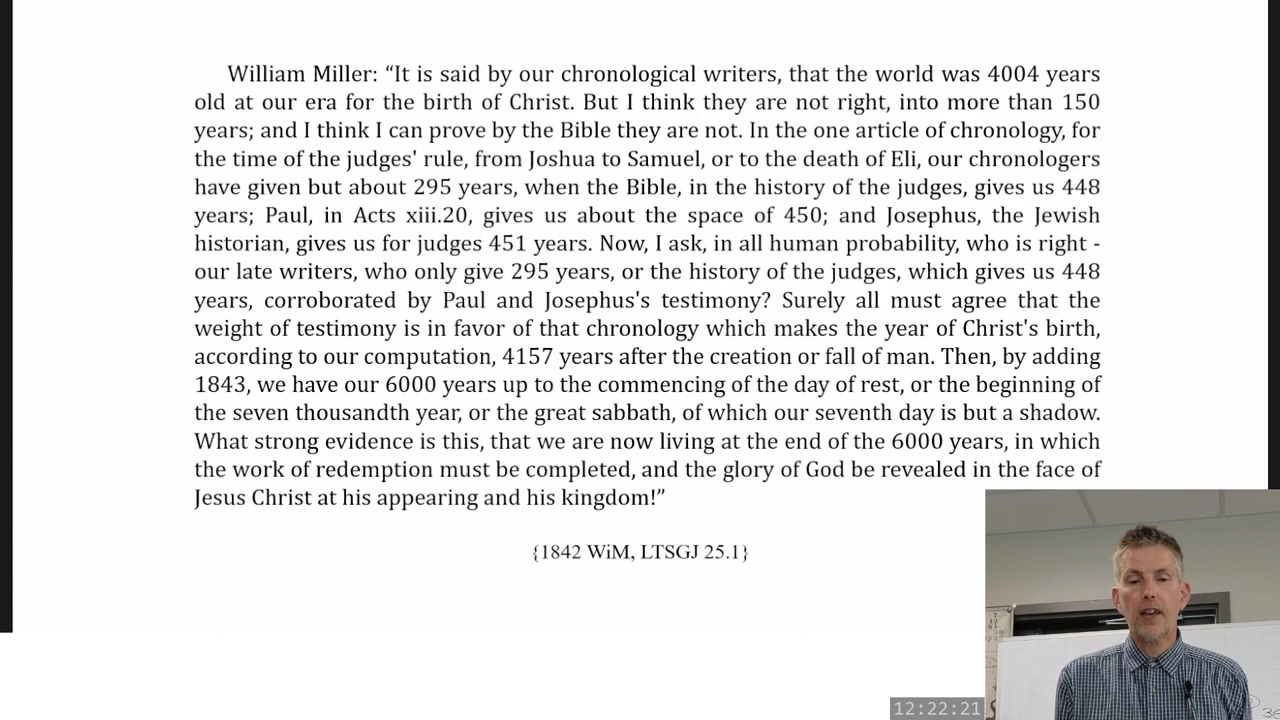 William Miller: “It is said by our chronological writers, that the world was 4004 years
old at our era for the birth of Christ. But I think they are not right, into more than 150
years; and I think I can prove by the Bible they are not. In the one article of chronology, for
the time of the judges' rule, from Joshua to Samuel, or to the death of Eli, our chronologers
have given but about 295 years, when the Bible, in the history of the judges, gives us 448
years; Paul, in Acts xiii.20, gives us about the space of 450; and Josephus, the Jewish
historian, gives us for judges 451 years. Now, I ask, in all human probability, who is right -
our late writers, who only give 295 years, or the history of the judges, which gives us 448
years, corroborated by Paul and Josephus's testimony? Surely all must agree that the
weight of testimony is in favor of that chronology which makes the year of Christ's birth,
according to our computation, 4157 years after the creation or fall of man. Then, by adding
1843, we have our 6000 years up to the commencing of the day of rest, or the beginning of
the seven thousandth year, or the great sabbath, of which our seventh day is but a shadow.
What strong evidence is this, that we are now living at the end of the 6000 years, in which
the work of redemption must be completed, and the glory of God be revealed in the face of
Jesus Christ at his appearing and his kingdom!”
{1842 WiM, LTSGJ 25.1}
12:22:21